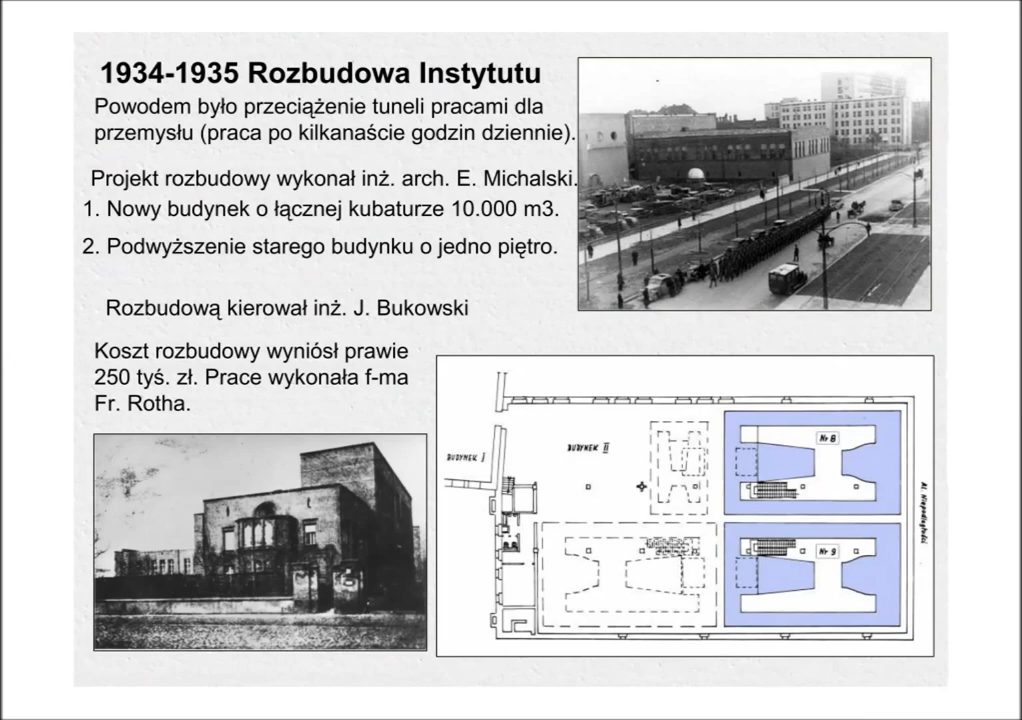 1934-1935 Rozbudowa Instytutu
Powodem było przeciążenie tuneli pracami dla
przemysłu (praca po kilkanaście godzin dziennie).
Projekt rozbudowy wykonał inż. arch. E. Michalski.
1. Nowy budynek o łącznej kubaturze 10.000 m3.
2. Podwyższenie starego budynku o jedno piętro.
Rozbudową kierował inż. J. Bukowski
Koszt rozbudowy wyniósł prawie
250 tyś. zł. Prace wykonała f-ma
Fr. Rotha.
BUDYNEK I
BUDYNEK II
Nr 8
Nr 9
Al. Niepodległości